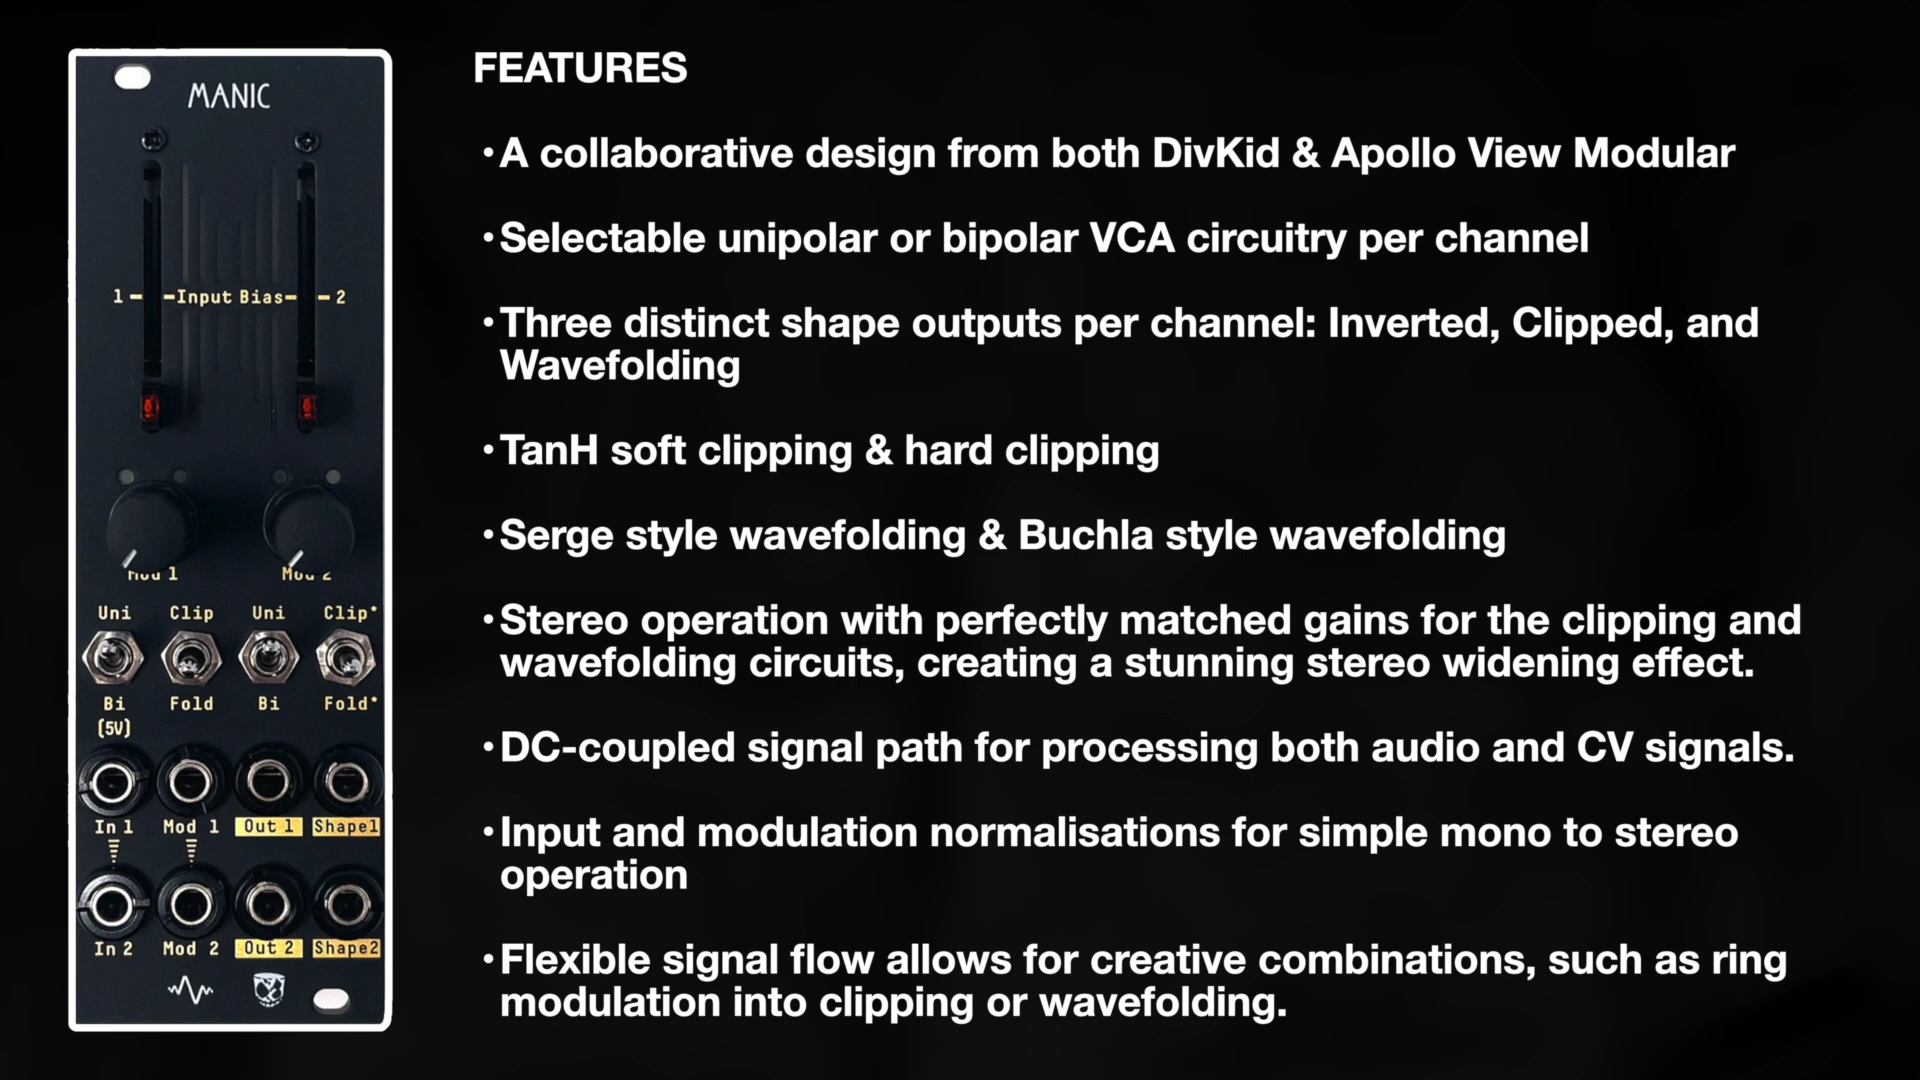 MANIC
1
Input Bias
2
Mod 1
Mod 2
Uni
Clip
Uni
Clip*
Bi
Fold
Bi
Fold*
(5V)
In 1
Mod 1
Out 1
Shape1
In 2
Mod 2
Out 2
Shape2
FEATURES
•A collaborative design from both DivKid & Apollo View Modular
•Selectable unipolar or bipolar VCA circuitry per channel
•Three distinct shape outputs per channel: Inverted, Clipped, and
Wavefolding
•TanH soft clipping & hard clipping
•Serge style wavefolding & Buchla style wavefolding
•Stereo operation with perfectly matched gains for the clipping and
wavefolding circuits, creating a stunning stereo widening effect.
•DC-coupled signal path for processing both audio and CV signals.
•Input and modulation normalisations for simple mono to stereo
operation
•Flexible signal flow allows for creative combinations, such as ring
modulation into clipping or wavefolding.